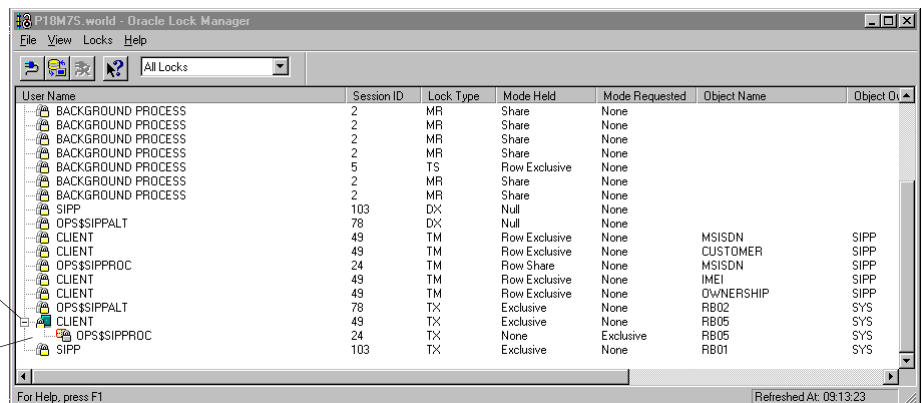 P18M7S.world - Oracle Lock Manager
File View Locks Help
All Locks
User Name Session ID Lock Type Mode Held Mode Requested Object Name Object Ov
BACKGROUND PROCESS 2 MR Share None
BACKGROUND PROCESS 2 MR Share None
BACKGROUND PROCESS 2 MR Share None
BACKGROUND PROCESS 2 MR Share None
BACKGROUND PROCESS 5 TS Row Exclusive None
BACKGROUND PROCESS 2 MR Share None
BACKGROUND PROCESS 2 MR Share None
SIPP 103 DX Null None
OPS$SIPPALT 78 DX Null None
CLIENT 49 TM Row Exclusive None MSISDN SIPP
CLIENT 49 TM Row Exclusive None CUSTOMER SIPP
OPS$SIPPROC 24 TM Row Share None MSISDN SIPP
CLIENT 49 TM Row Exclusive None IMEI SIPP
CLIENT 49 TM Row Exclusive None OWNERSHIP SIPP
OPS$SIPPALT 78 TX Exclusive None RB02 SYS
CLIENT 49 TX Exclusive None RB05 SYS
OPS$SIPPROC 24 TX None Exclusive RB05 SYS
SIPP 103 TX Exclusive None RB01 SYS
For Help, press F1 Refreshed At: 09:13:23